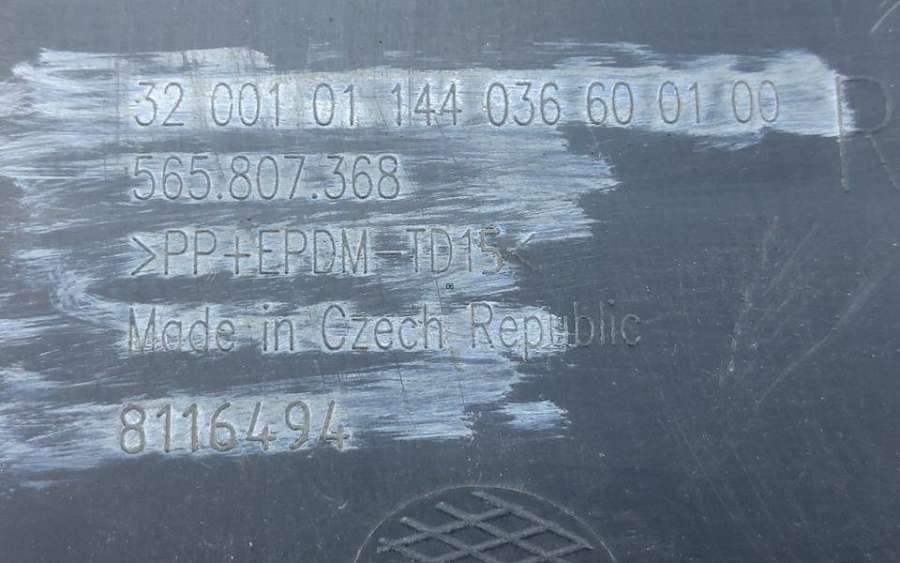 32 001 01 144 036 60 01 00
R
565.807.368
>PP+EPDM-TD15<
Made in Czech Republic
8116494